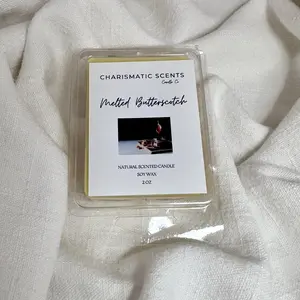 CHARISMATIC SCENTS
Candle Co
Melted Butterscotch
NATURAL SCENTED CANDLE
SOY WAX
2 OZ